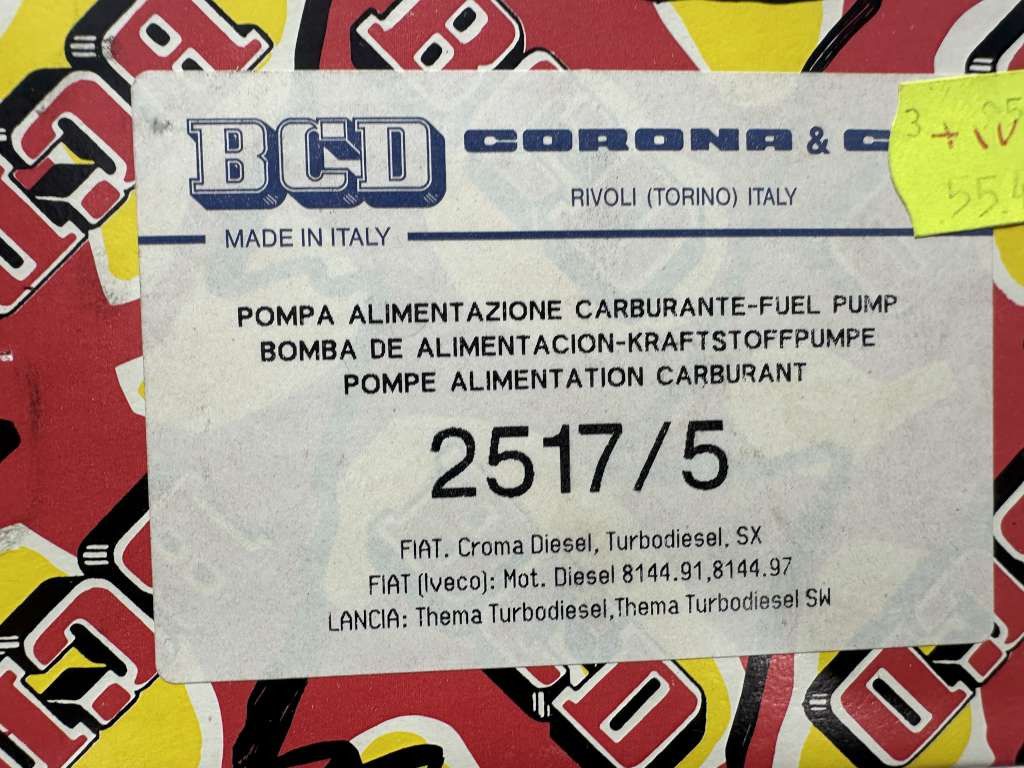 BCD CORONA & C
RIVOLI (TORINO) ITALY
MADE IN ITALY
POMPA ALIMENTAZIONE CARBURANTE-FUEL PUMP
BOMBA DE ALIMENTACION-KRAFTSTOFFPUMPE
POMPE ALIMENTATION CARBURANT
2517/5
FIAT. Croma Diesel, Turbodiesel, SX
FIAT (Iveco): Mot. Diesel 8144.91,8144.97
LANCIA: Thema Turbodiesel,Thema Turbodiesel SW